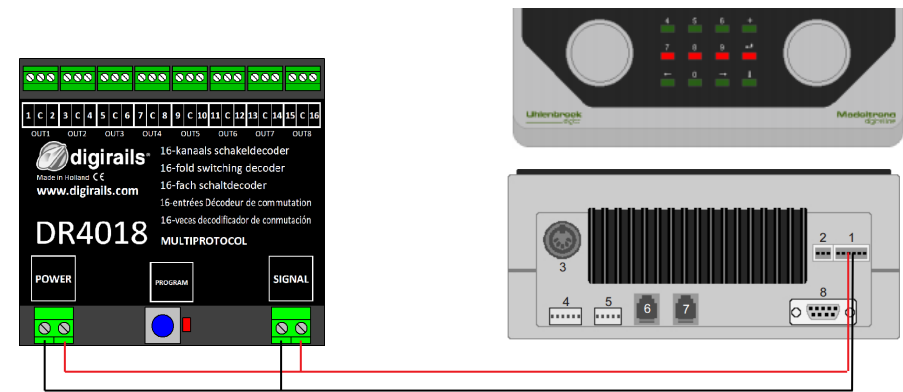 4 5 6 +
7 8 9
← 0 →
Uhlenbrock
digital
Modeltrona
1 C 2 3 C 4 5 C 6 7 C 8 9 C 10 11 C 12 13 C 14 15 C 16
OUT1 OUT2 OUT3 OUT4 OUT5 OUT6 OUT7 OUT8
digirails
Made in Holland CE
www.digirails.com
16-kanaals schakeldecoder
16-fold switching decoder
16-fach schaltdecoder
16-entrées Décodeur de commutation
16-veces decodificador de conmutación
DR4018 MULTIPROTOCOL
POWER
PROGRAM
SIGNAL
2 1
3
8
4 5
6 7